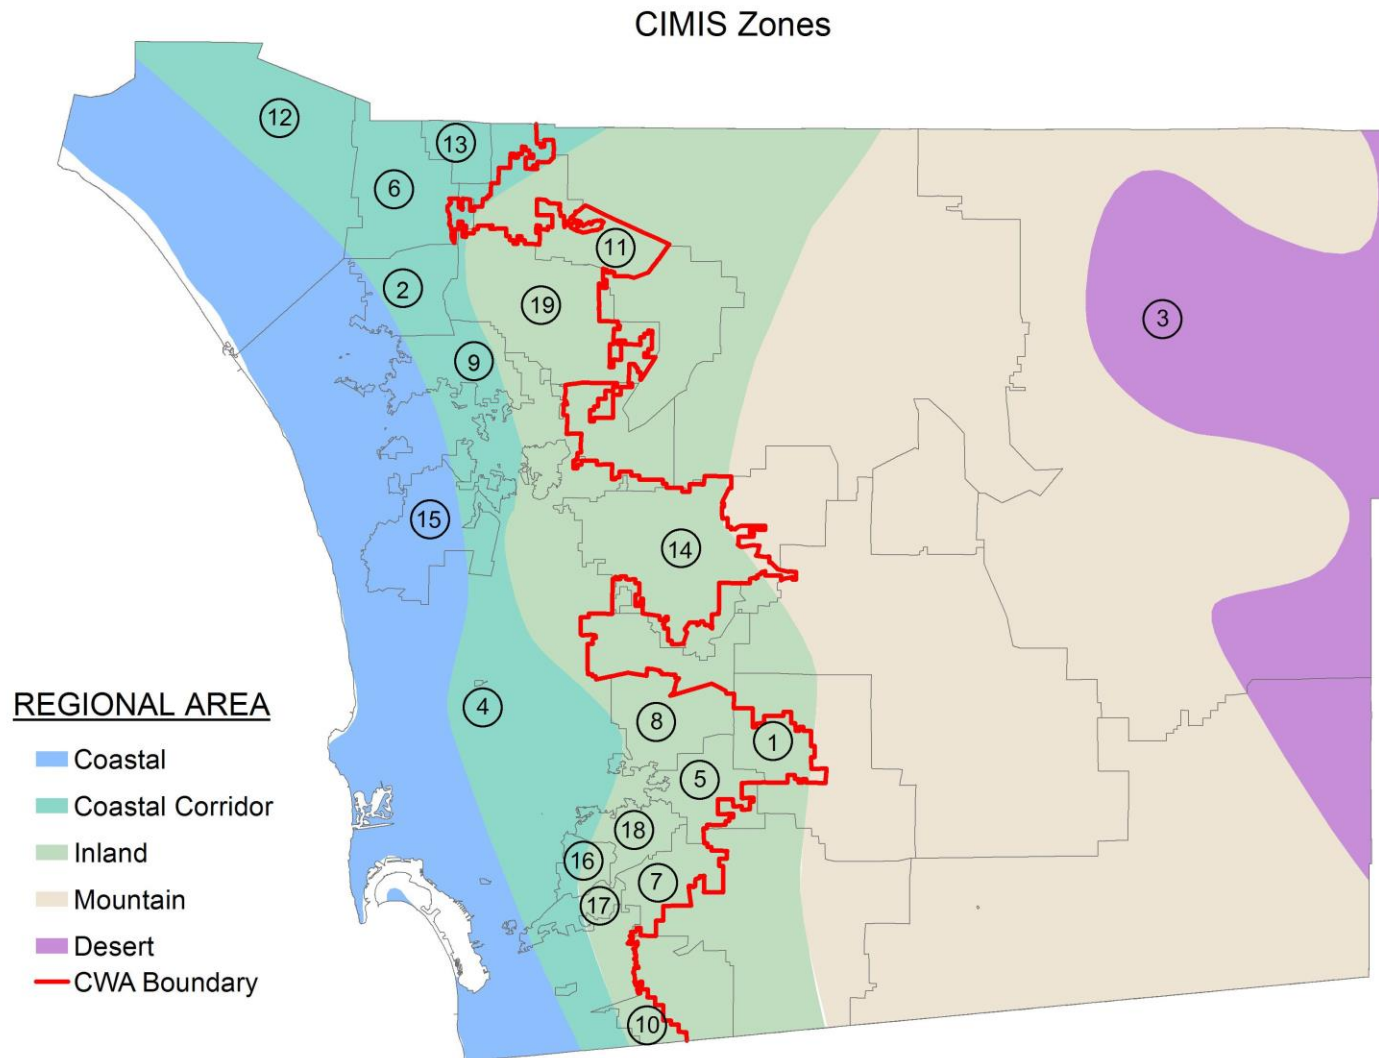 CIMIS Zones
12
13
6
11
2
19
3
9
15
14
4
8
1
5
18
16
7
17
10
REGIONAL AREA
Coastal
Coastal Corridor
Inland
Mountain
Desert
CWA Boundary